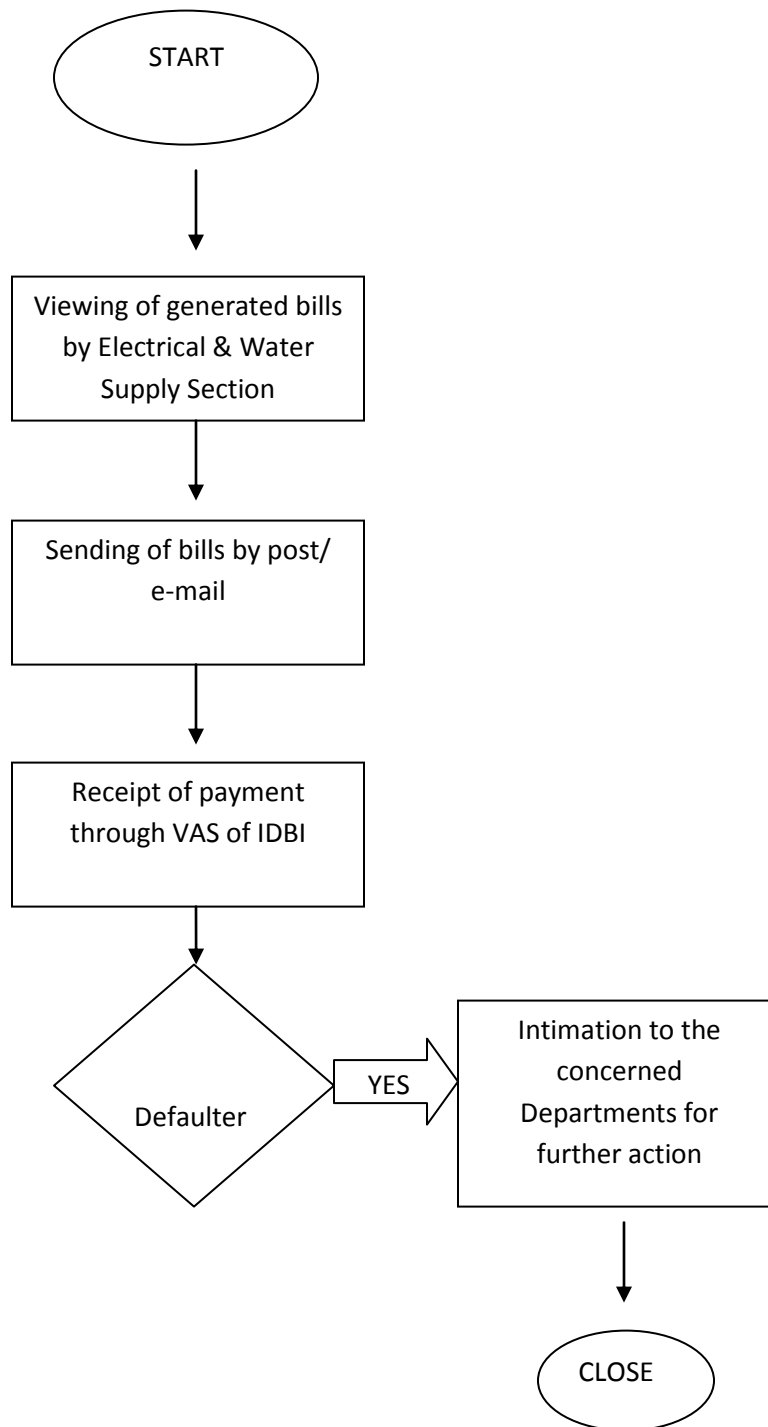 START
Viewing of generated bills
by Electrical & Water
Supply Section
Sending of bills by post/
e-mail
Receipt of payment
through VAS of IDBI
Defaulter
YES
Intimation to the
concerned
Departments for
further action
CLOSE